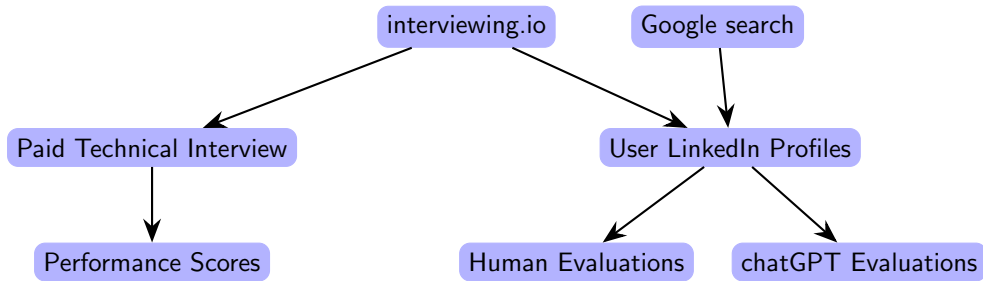 interviewing.io
Google search
Paid Technical Interview
User LinkedIn Profiles
Performance Scores
Human Evaluations
chatGPT Evaluations